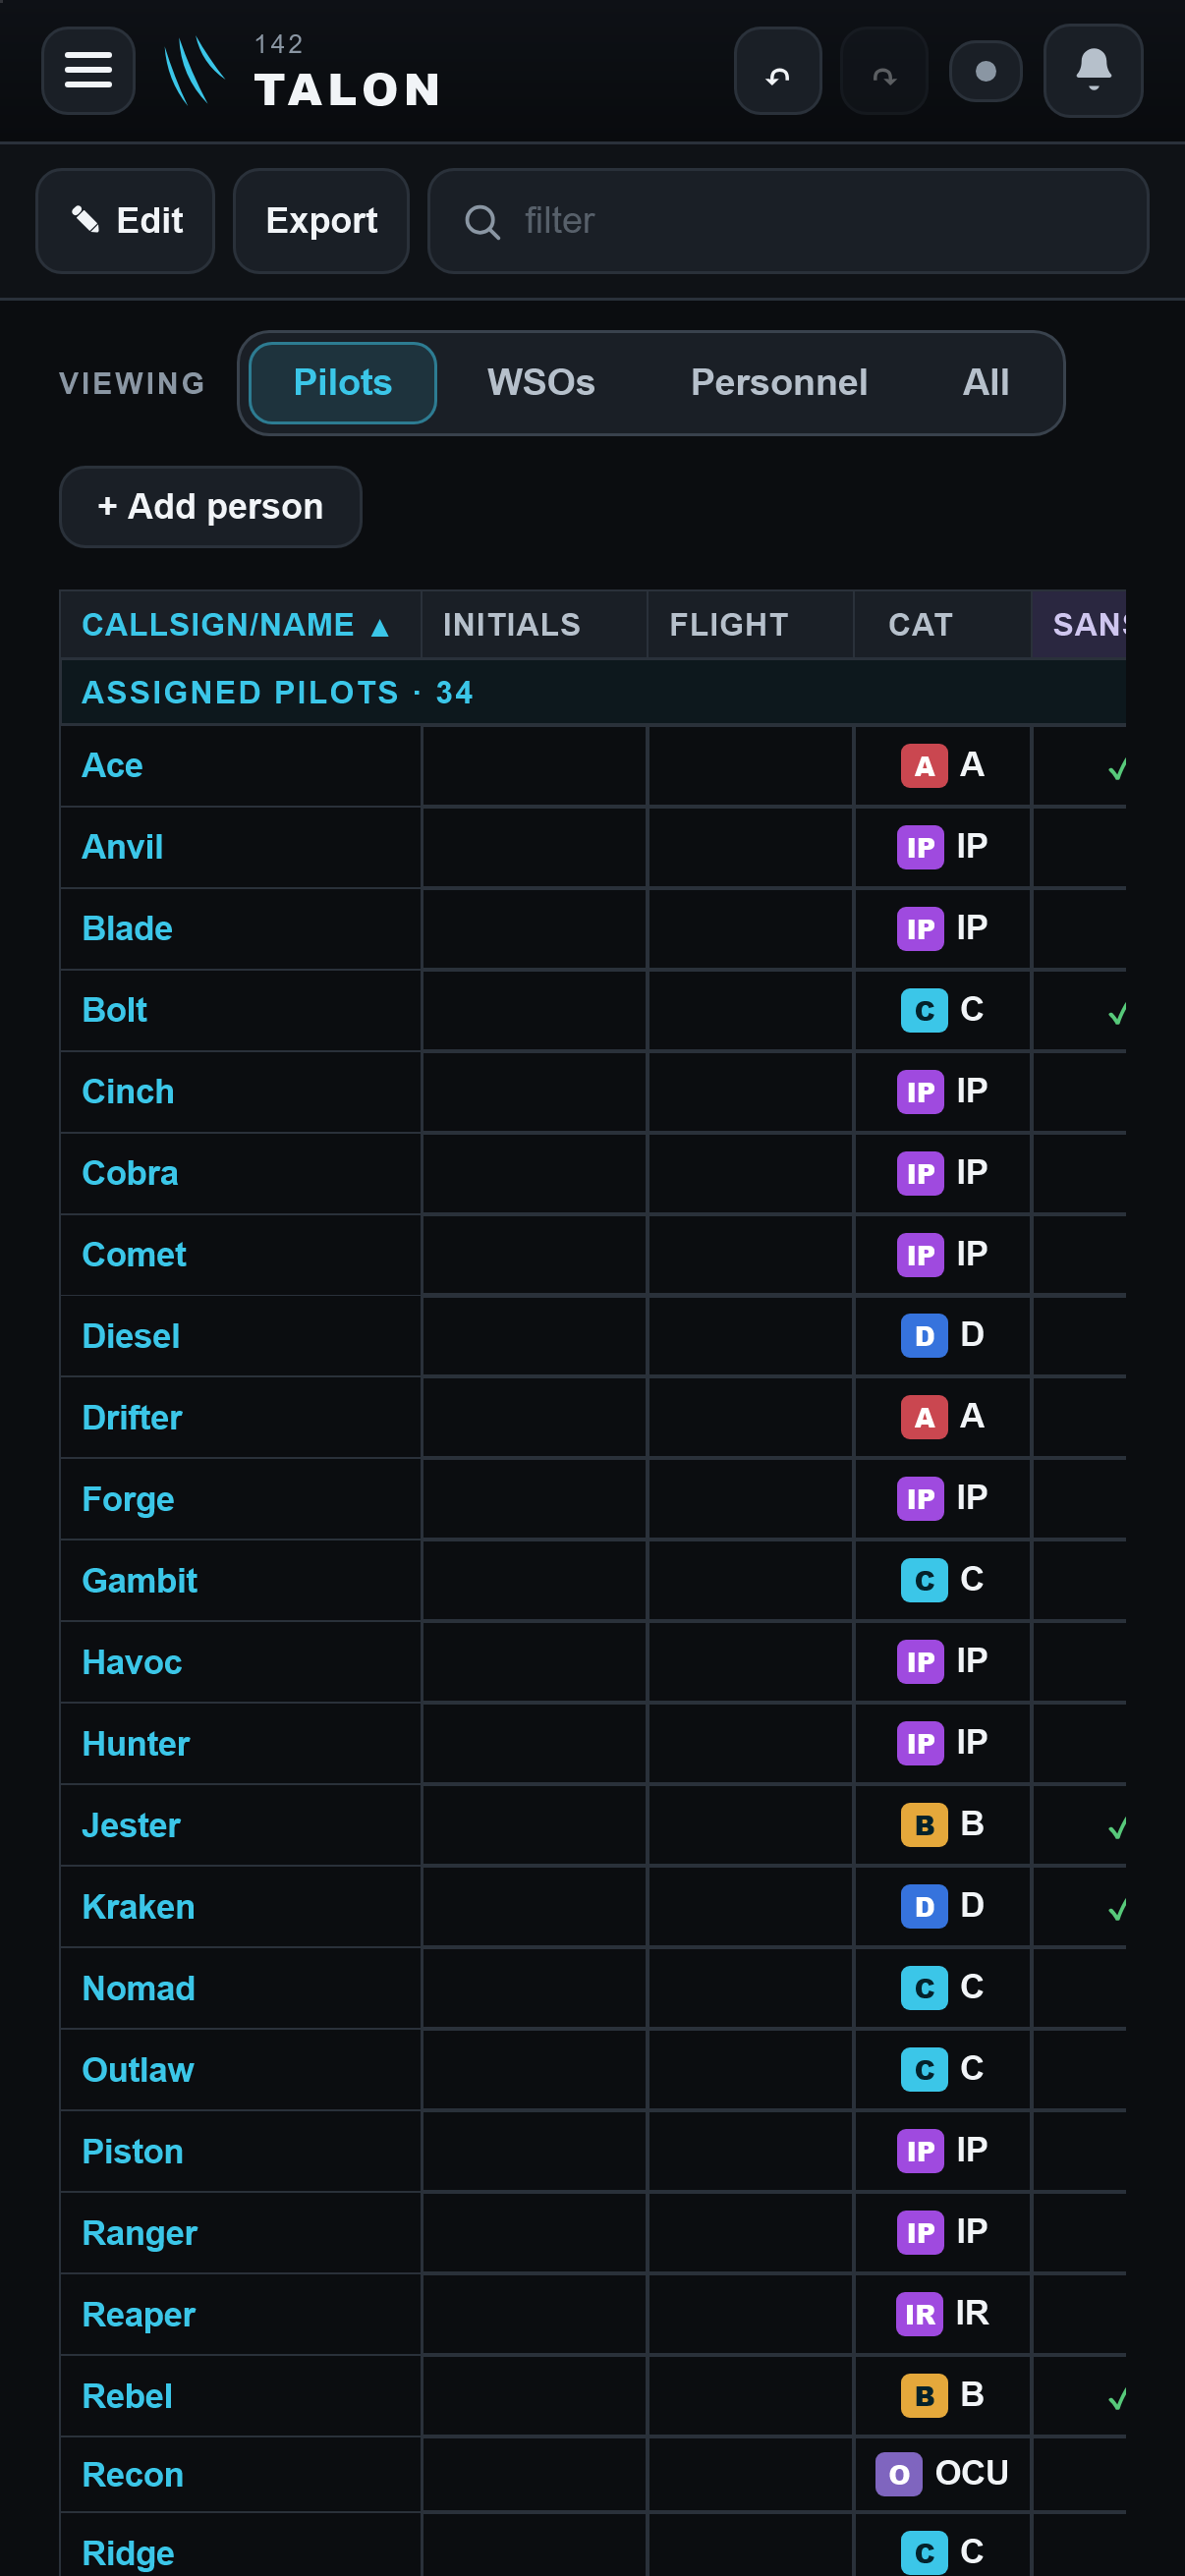 142
TALON
Edit Export filter
VIEWING Pilots WSOs Personnel All
+ Add person
CALLSIGN/NAME ▲ INITIALS FLIGHT CAT SANS
ASSIGNED PILOTS · 34
Ace A A ✓
Anvil IP IP
Blade IP IP
Bolt C C ✓
Cinch IP IP
Cobra IP IP
Comet IP IP
Diesel D D
Drifter A A
Forge IP IP
Gambit C C
Havoc IP IP
Hunter IP IP
Jester B B ✓
Kraken D D ✓
Nomad C C
Outlaw C C
Piston IP IP
Ranger IP IP
Reaper IR IR
Rebel B B ✓
Recon O OCU
Ridge C C